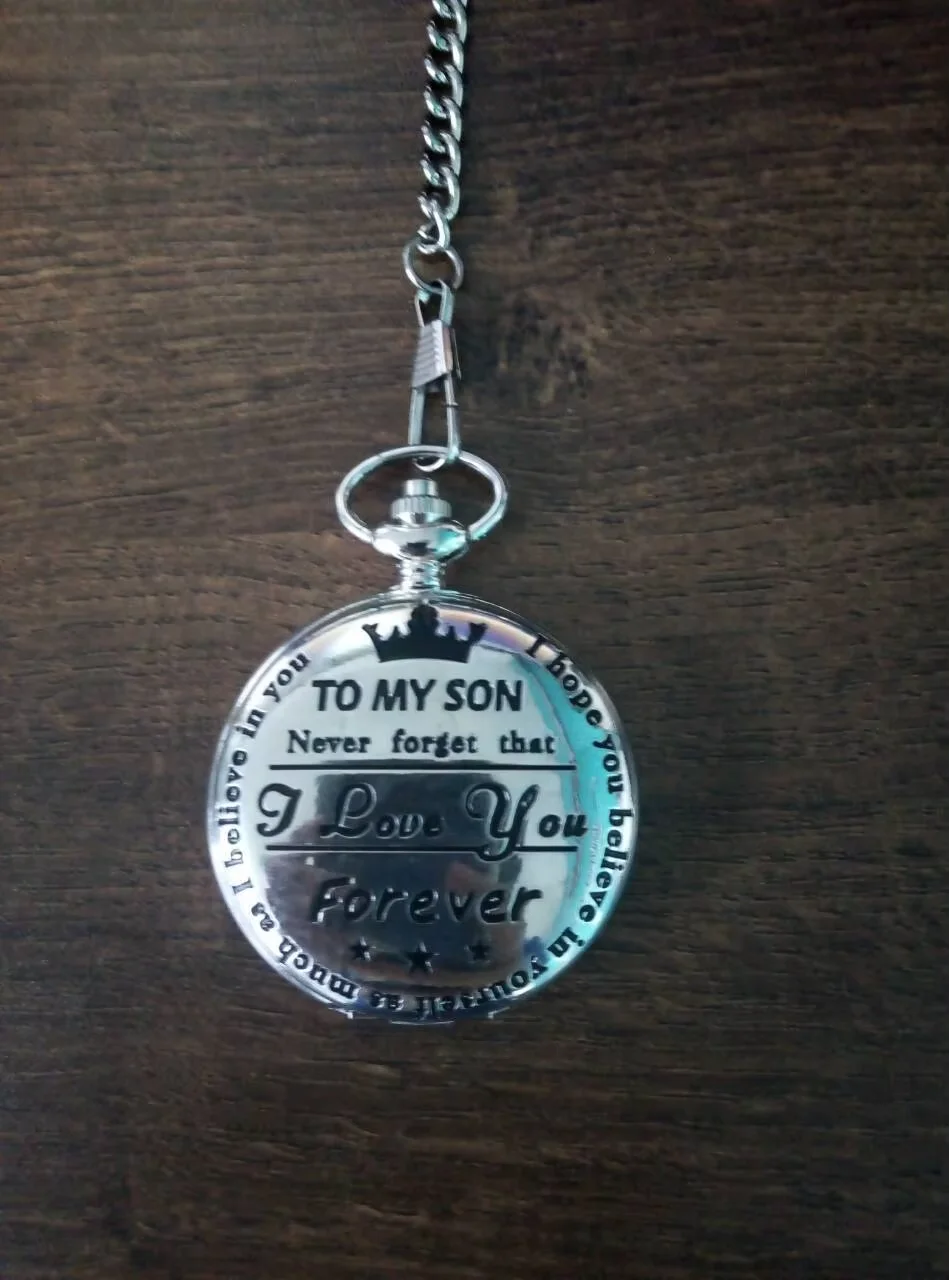 TO MY SON
Never forget that
I Love You
Forever
I hope you believe in yourself as much as I believe in you